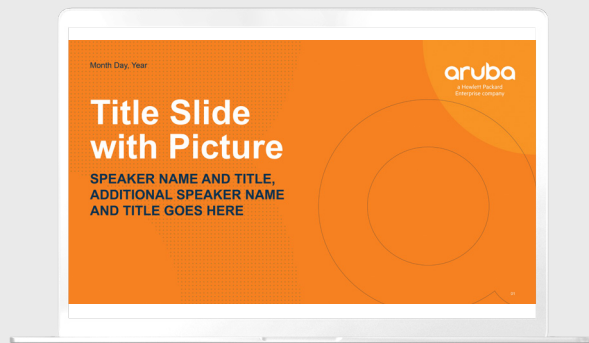 Month Day, Year
aruba
a Hewlett Packard
Enterprise company
Title Slide
with Picture
SPEAKER NAME AND TITLE,
ADDITIONAL SPEAKER NAME
AND TITLE GOES HERE